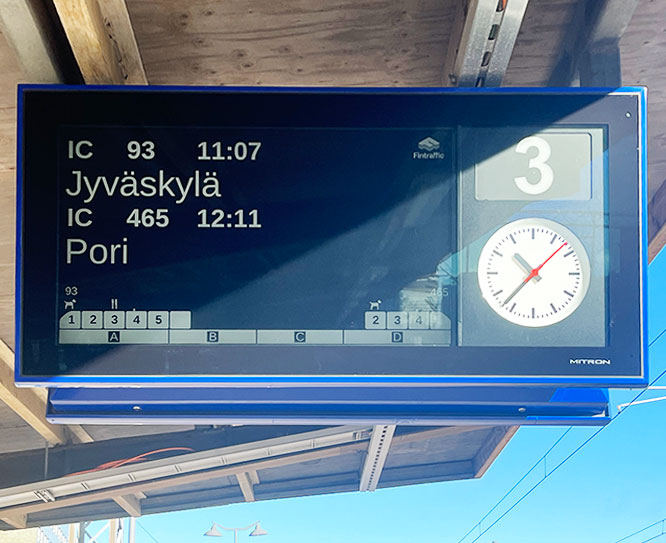 IC 93 11:07
Fintraffic
3
Jyväskylä
IC 465 12:11
Pori
93
465
1 2 3 4 5
2 3 4
A B C D
MITRON